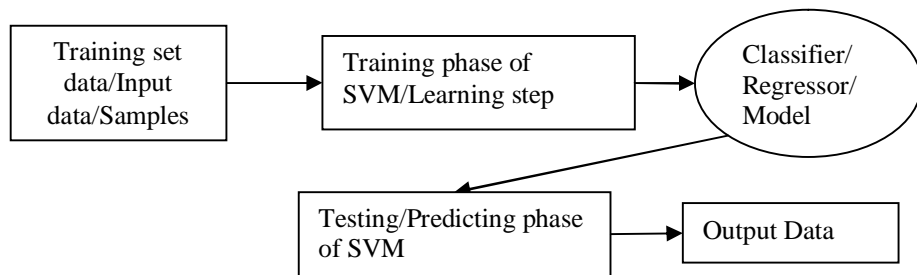 Training set
data/Input
data/Samples
Training phase of
SVM/Learning step
Classifier/
Regressor/
Model
Testing/Predicting phase
of SVM
Output Data